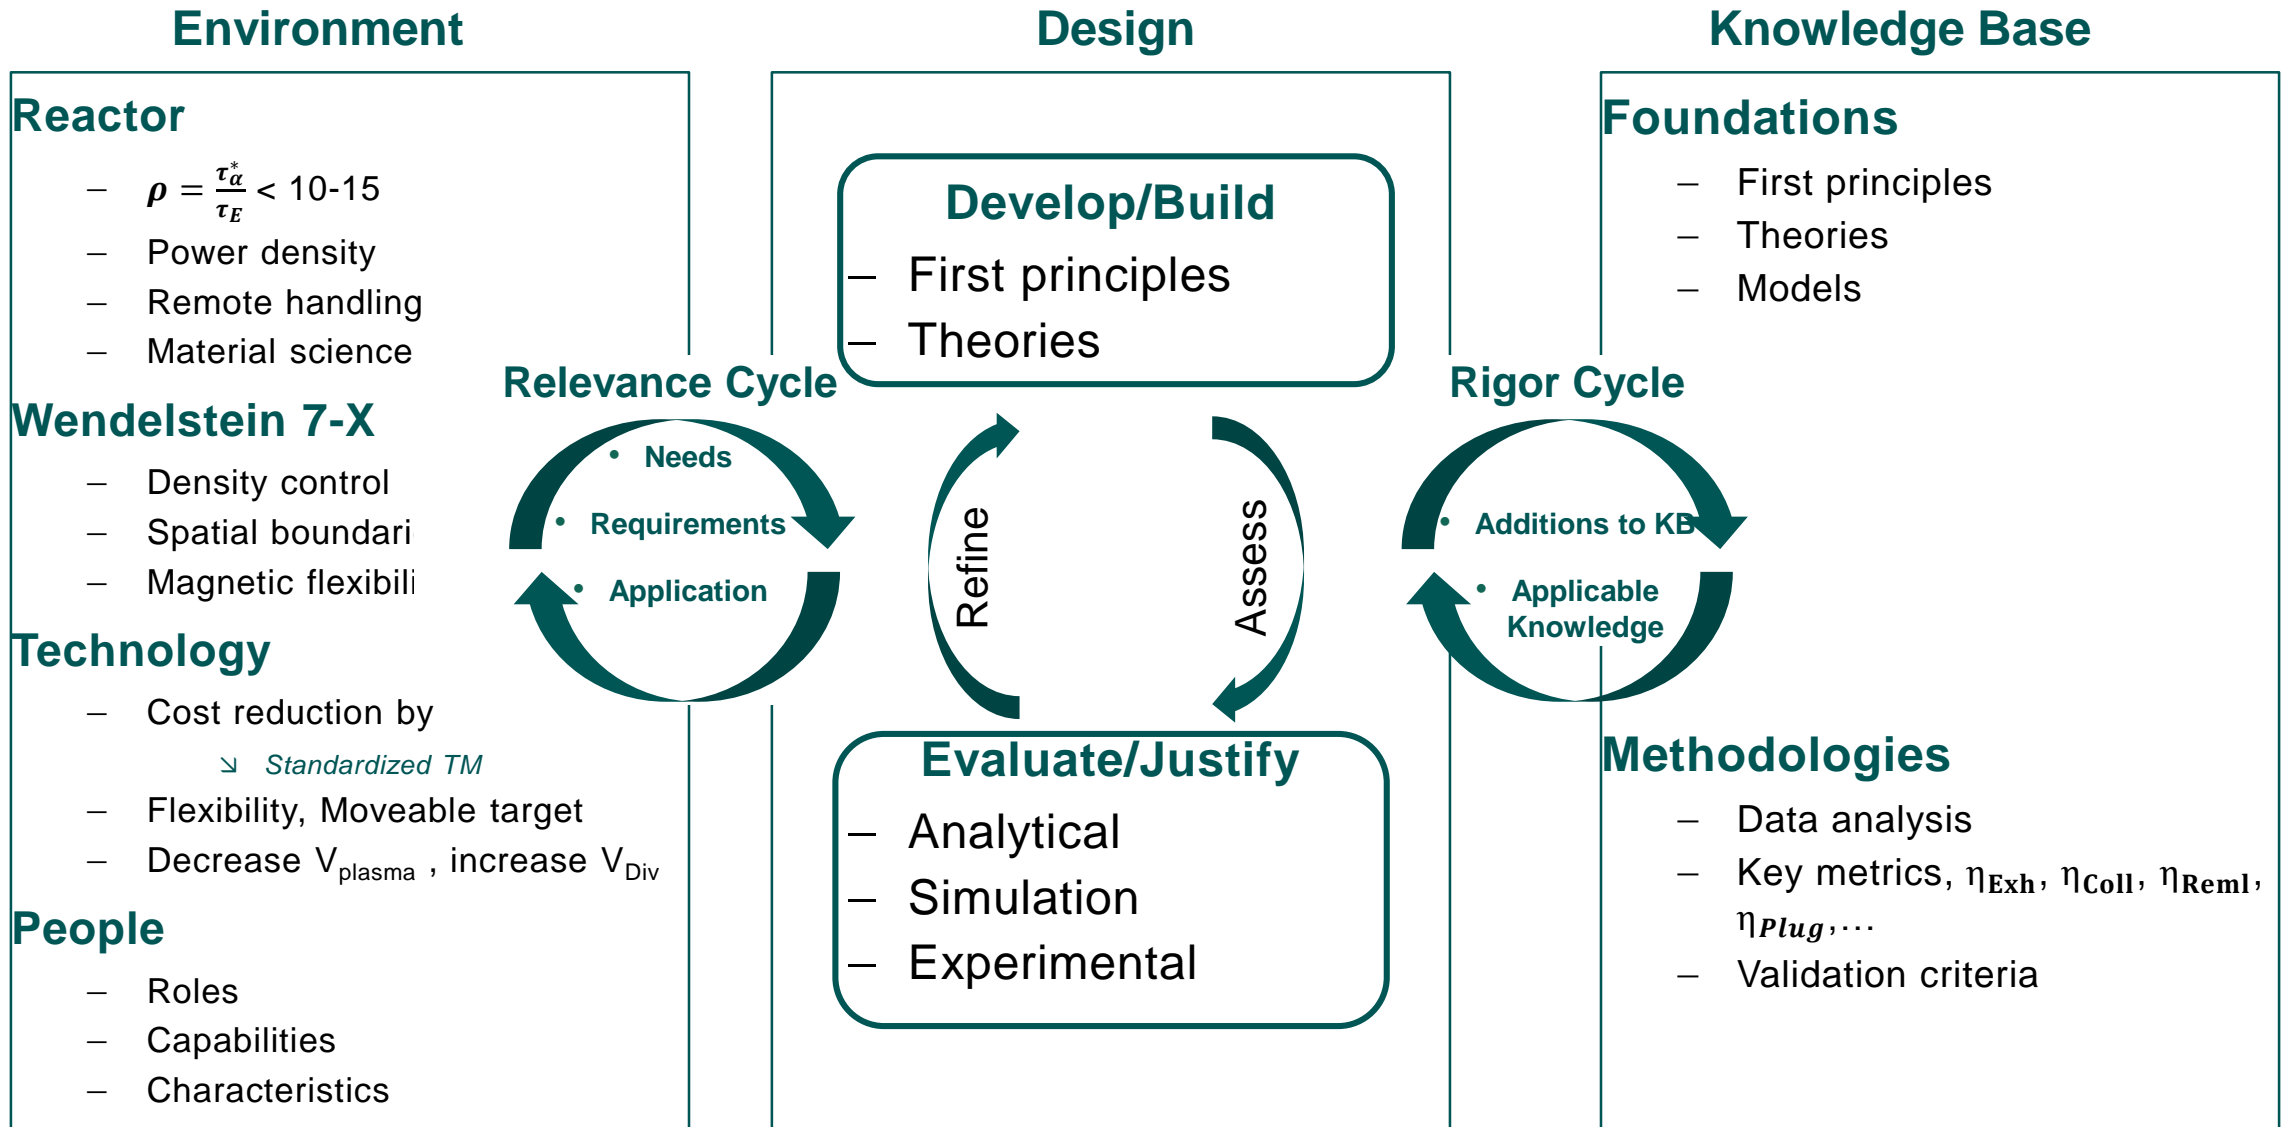 Environment
Reactor
– ρ = τ*α / τE < 10-15
– Power density
– Remote handling
– Material science
Wendelstein 7-X
– Density control
– Spatial boundari
– Magnetic flexibili
Technology
– Cost reduction by
↘ Standardized TM
– Flexibility, Moveable target
– Decrease Vplasma , increase VDiv
People
– Roles
– Capabilities
– Characteristics
Relevance Cycle
• Needs
• Requirements
• Application
Design
Develop/Build
– First principles
– Theories
Refine
Assess
Evaluate/Justify
– Analytical
– Simulation
– Experimental
Rigor Cycle
• Additions to KB
• Applicable
Knowledge
Knowledge Base
Foundations
– First principles
– Theories
– Models
Methodologies
– Data analysis
– Key metrics, ηExh, ηColl, ηReml,
ηPlug,…
– Validation criteria